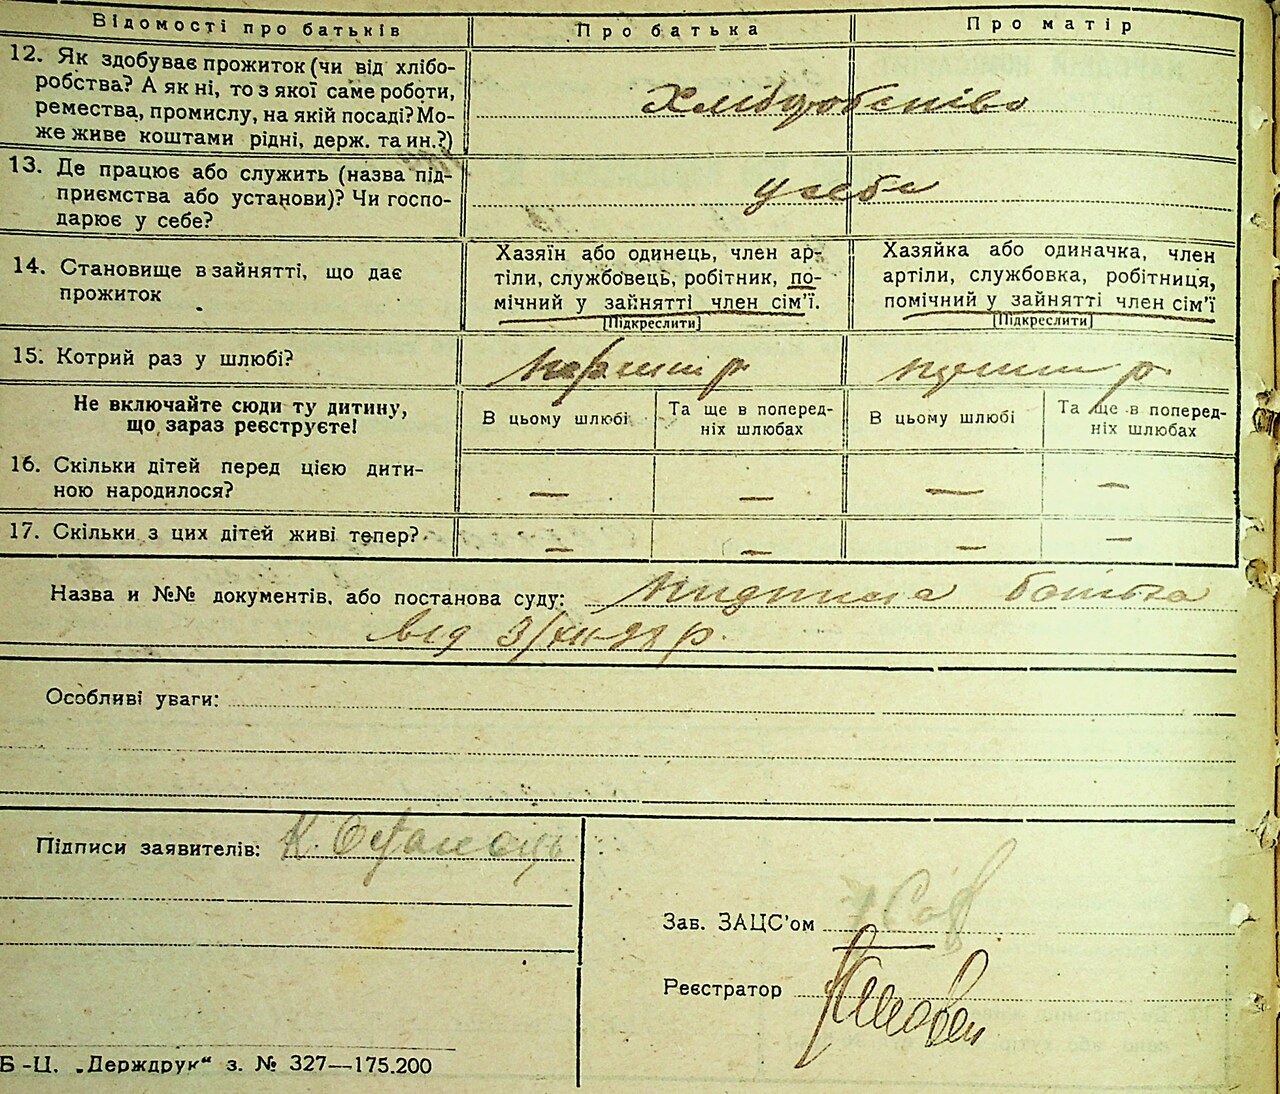 Відомості про батьків Про батька Про матір
12. Як здобуває прожиток (чи від хлібо-
робства? А як ні, то з якої саме роботи,
ремества, промислу, на якій посаді? Мо-
же живе коштами рідні, держ. та ин.?)
Хліборобство
13. Де працює або служить (назва під-
приємства або установи)? Чи госпо-
дарює у себе?
у себе
14. Становище в зайнятті, що дає
прожиток
Хазяїн або одинець, член ар-
тіли, службовець, робітник, по-
мічний у зайнятті член сім'ї.
[Підкреслити]
Хазяйка або одиначка, член
артіли, службовка, робітниця,
помічний у зайнятті член сім'ї
[Підкреслити]
15. Котрий раз у шлюбі?
перший р
р
Не включайте сюди ту дитину,
що зараз реєструєте!
В цьому шлюбі
Та ще в поперед-
ніх шлюбах
В цьому шлюбі
Та ще в поперед-
ніх шлюбах
16. Скільки дітей перед цією дити-
ною народилося?
— — — —
17. Скільки з цих дітей живі тепер?
— — — —
Назва и №№ документів, або постанова суду: батька
від 3/XII-
Особливі уваги:
Підписи заявителів: К.
Зав. ЗАЦС'ом
Реєстратор
Б-Ц. „Держдрук“ з. № 327—175.200